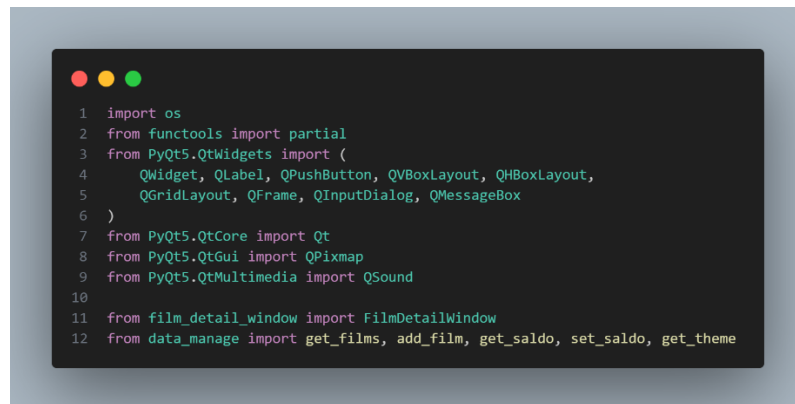 1 import os
2 from functools import partial
3 from PyQt5.QtWidgets import (
4     QWidget, QLabel, QPushButton, QVBoxLayout, QHBoxLayout,
5     QGridLayout, QFrame, QInputDialog, QMessageBox
6 )
7 from PyQt5.QtCore import Qt
8 from PyQt5.QtGui import QPixmap
9 from PyQt5.QtMultimedia import QSound
10
11 from film_detail_window import FilmDetailWindow
12 from data_manage import get_films, add_film, get_saldo, set_saldo, get_theme